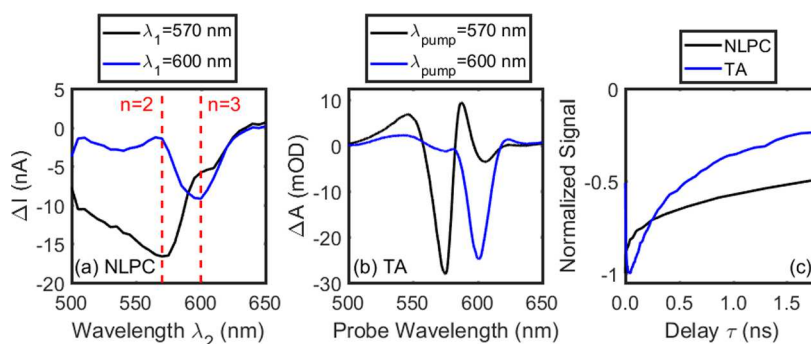 λ1=570 nm
λ1=600 nm
λpump=570 nm
λpump=600 nm
NLPC
TA
5
0
-5
-10
-15
-20
ΔI (nA)
n=2
n=3
(a) NLPC
500
550
600
650
Wavelength λ2 (nm)
20
10
0
-10
-20
-30
ΔA (mOD)
(b) TA
500
550
600
650
Probe Wavelength (nm)
0
-0.5
-1
Normalized Signal
(c)
0.0
0.5
1.0
1.5
Delay τ (ns)